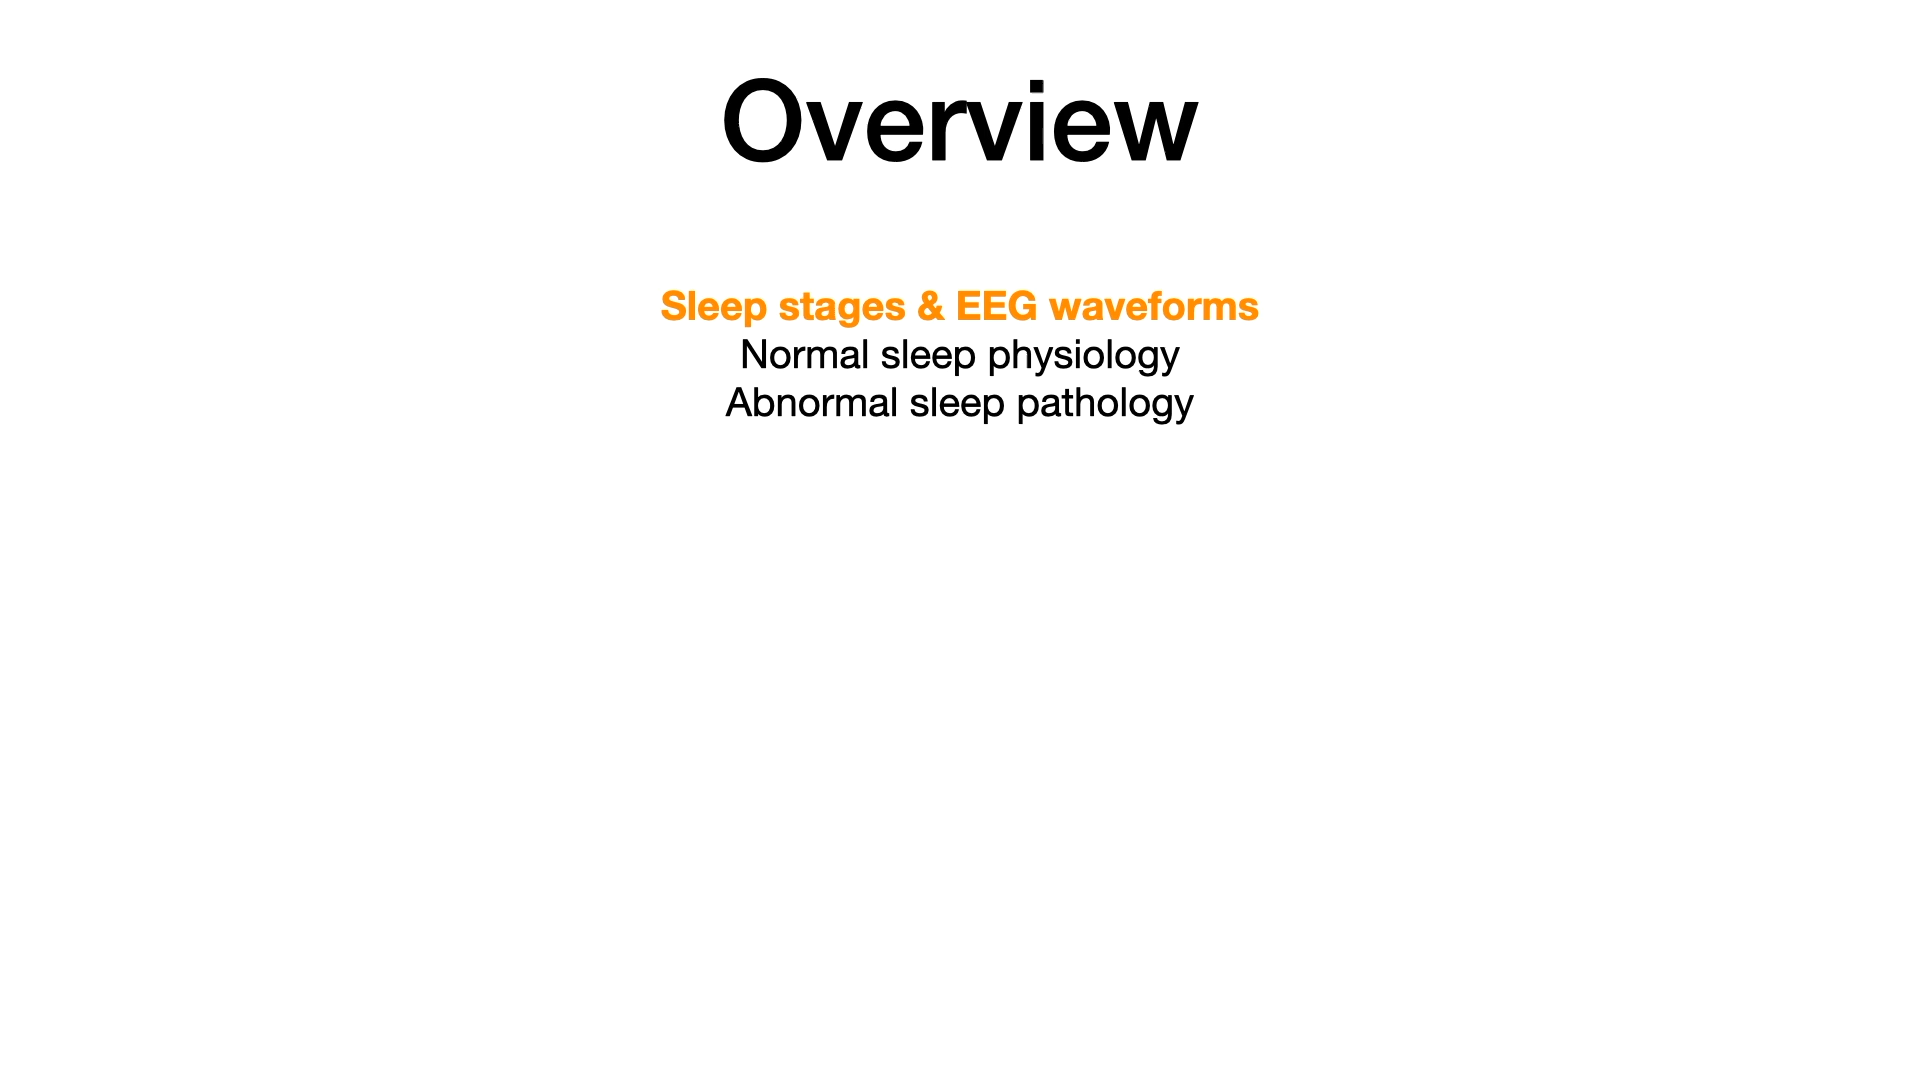 Overview
Sleep stages & EEG waveforms
Normal sleep physiology
Abnormal sleep pathology